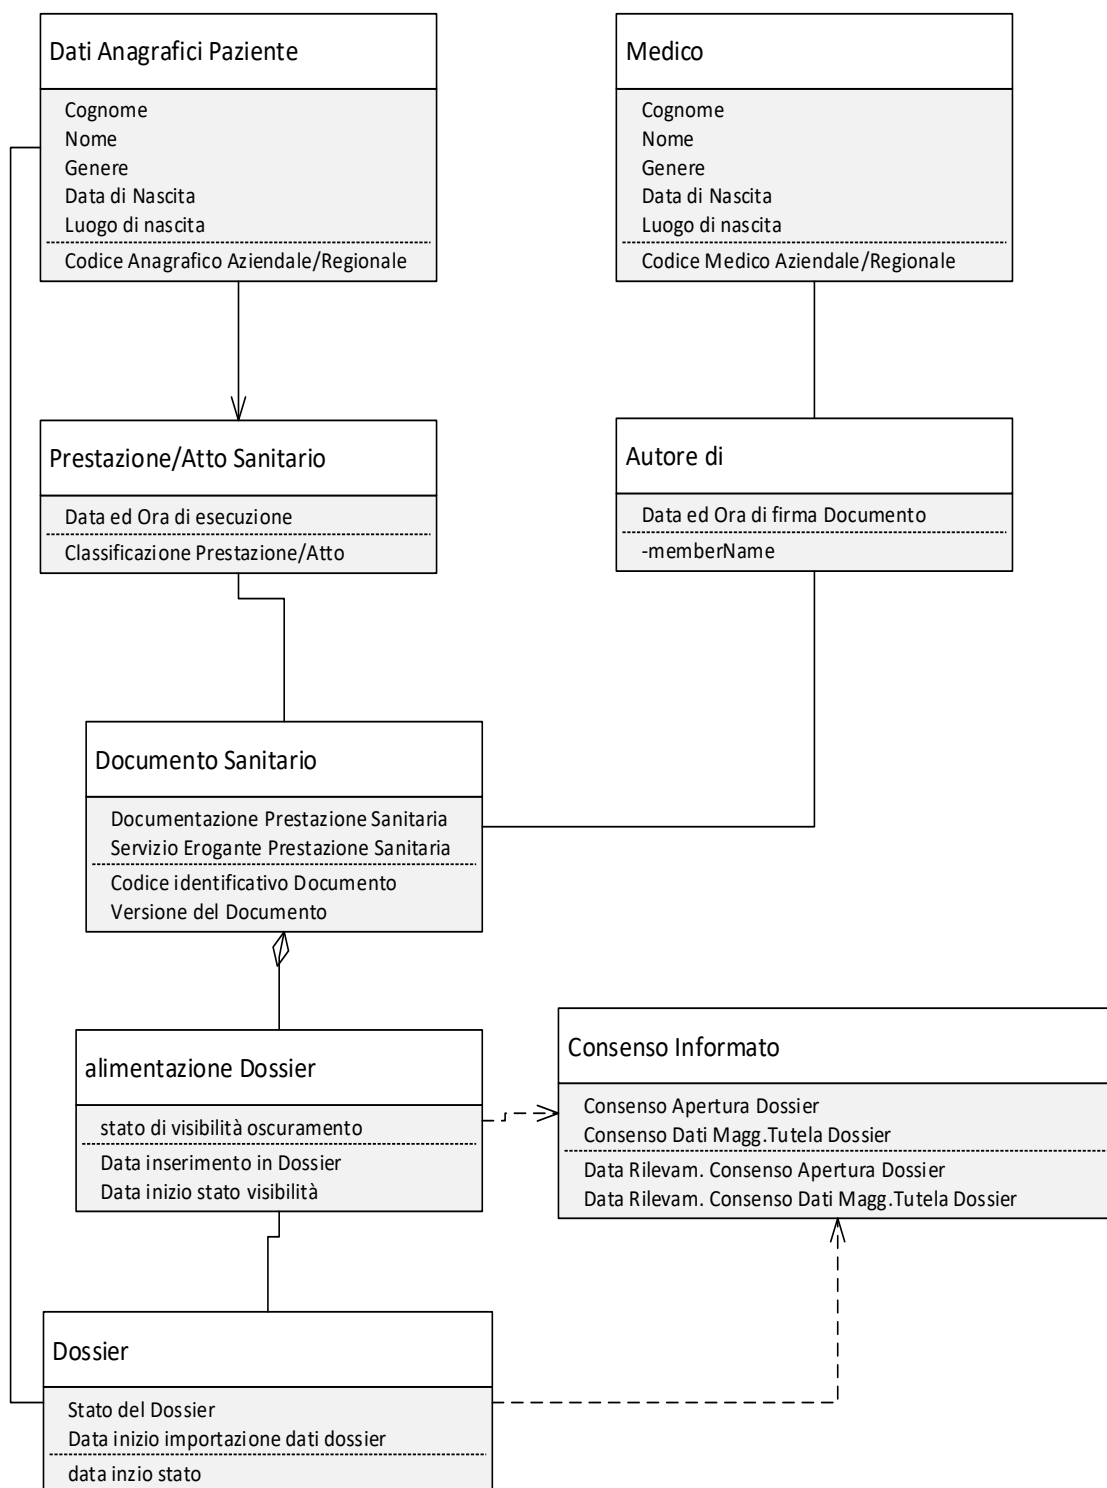 Dati Anagrafici Paziente
Cognome
Nome
Genere
Data di Nascita
Luogo di nascita
Codice Anagrafico Aziendale/Regionale
Medico
Cognome
Nome
Genere
Data di Nascita
Luogo di nascita
Codice Medico Aziendale/Regionale
Prestazione/Atto Sanitario
Data ed Ora di esecuzione
Classificazione Prestazione/Atto
Autore di
Data ed Ora di firma Documento
-memberName
Documento Sanitario
Documentazione Prestazione Sanitaria
Servizio Erogante Prestazione Sanitaria
Codice identificativo Documento
Versione del Documento
alimentazione Dossier
stato di visibilità oscuramento
Data inserimento in Dossier
Data inizio stato visibilità
Consenso Informato
Consenso Apertura Dossier
Consenso Dati Magg.Tutela Dossier
Data Rilevam. Consenso Apertura Dossier
Data Rilevam. Consenso Dati Magg.Tutela Dossier
Dossier
Stato del Dossier
Data inizio importazione dati dossier
data inzio stato